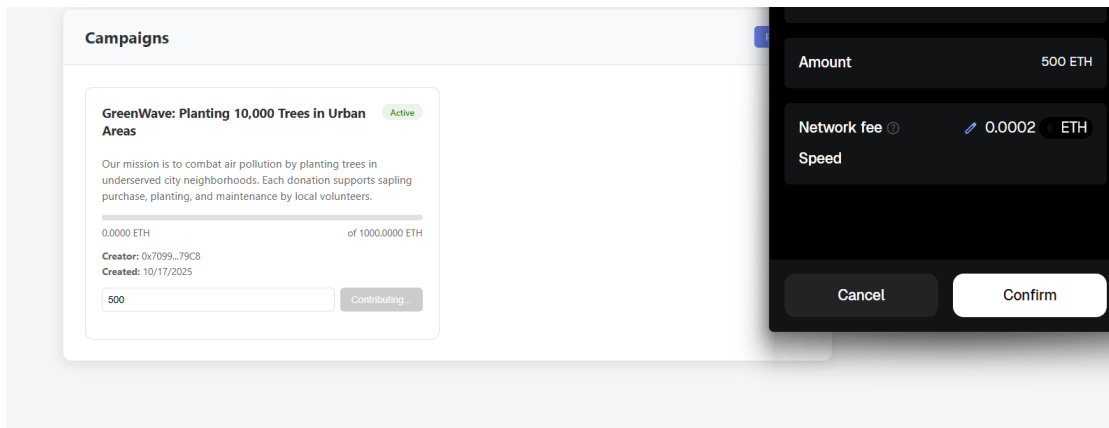 Campaigns
GreenWave: Planting 10,000 Trees in Urban
Areas
Active
Our mission is to combat air pollution by planting trees in
underserved city neighborhoods. Each donation supports sapling
purchase, planting, and maintenance by local volunteers.
0.0000 ETH
of 1000.0000 ETH
Creator: 0x7099...79C8
Created: 10/17/2025
500
Contributing...
Amount
500 ETH
Network fee
0.0002
ETH
Speed
Cancel
Confirm